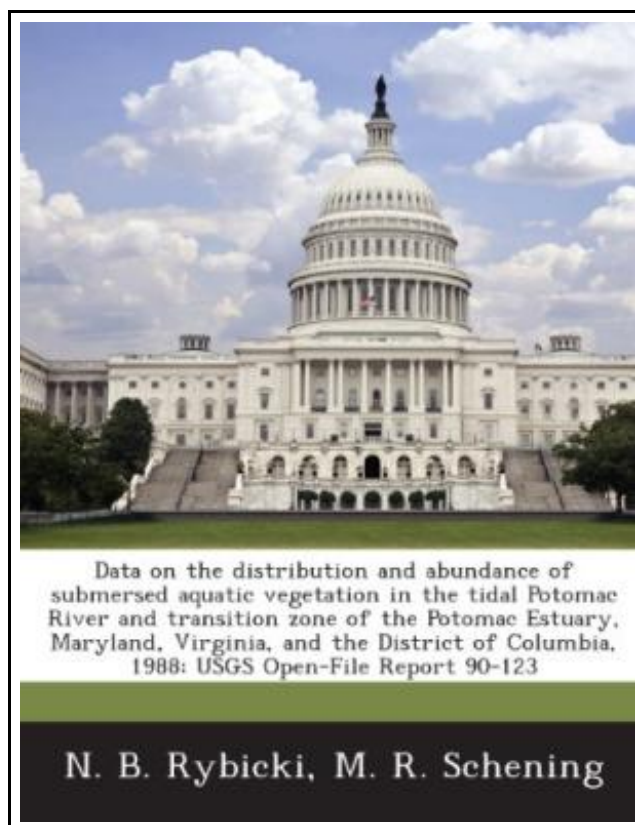 Data on the distribution and abundance of
submersed aquatic vegetation in the tidal Potomac
River and transition zone of the Potomac Estuary,
Maryland, Virginia, and the District of Columbia,
1988: USGS Open-File Report 90-123
N. B. Rybicki, M. R. Schening